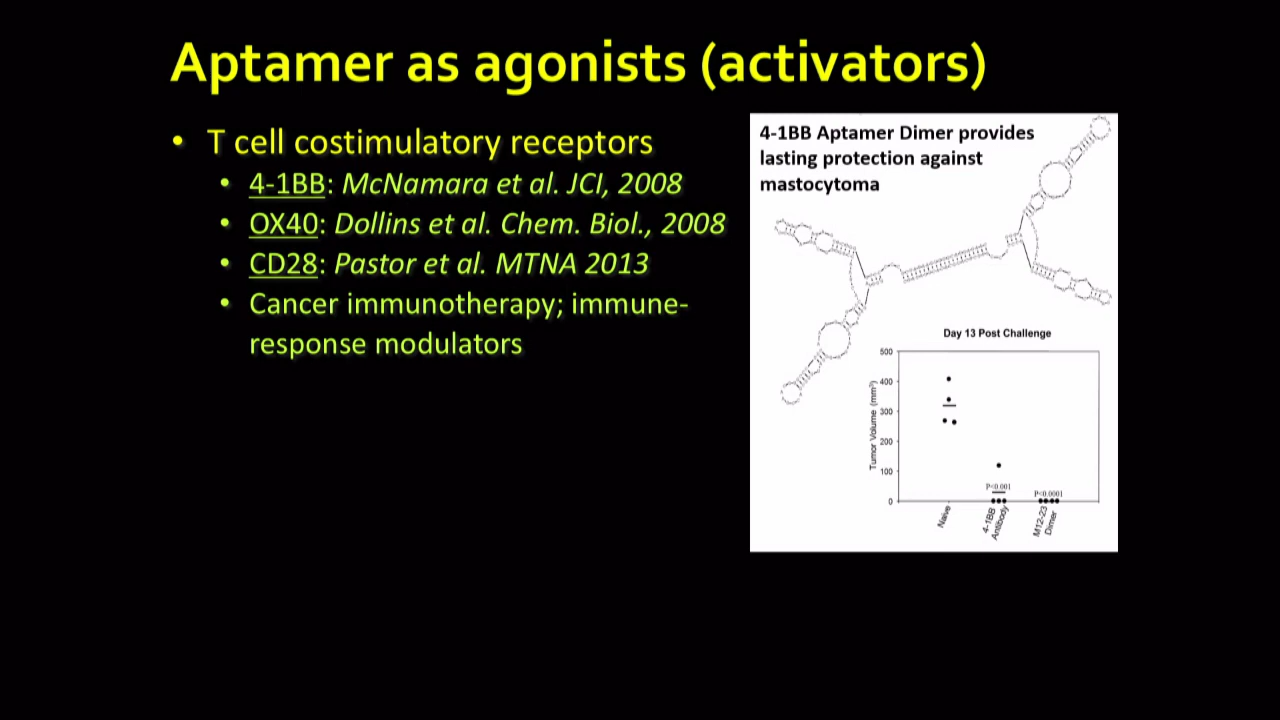 Aptamer as agonists (activators)
• T cell costimulatory receptors
• 4-1BB: McNamara et al. JCI, 2008
• OX40: Dollins et al. Chem. Biol., 2008
• CD28: Pastor et al. MTNA 2013
• Cancer immunotherapy; immune-
response modulators
4-1BB Aptamer Dimer provides
lasting protection against
mastocytoma
Day 13 Post Challenge
Tumor Volume (mm³)
500
400
300
200
100
0
P<0.001
P<0.0001
Naive
4-1BB
Antibody
M12-23
Dimer